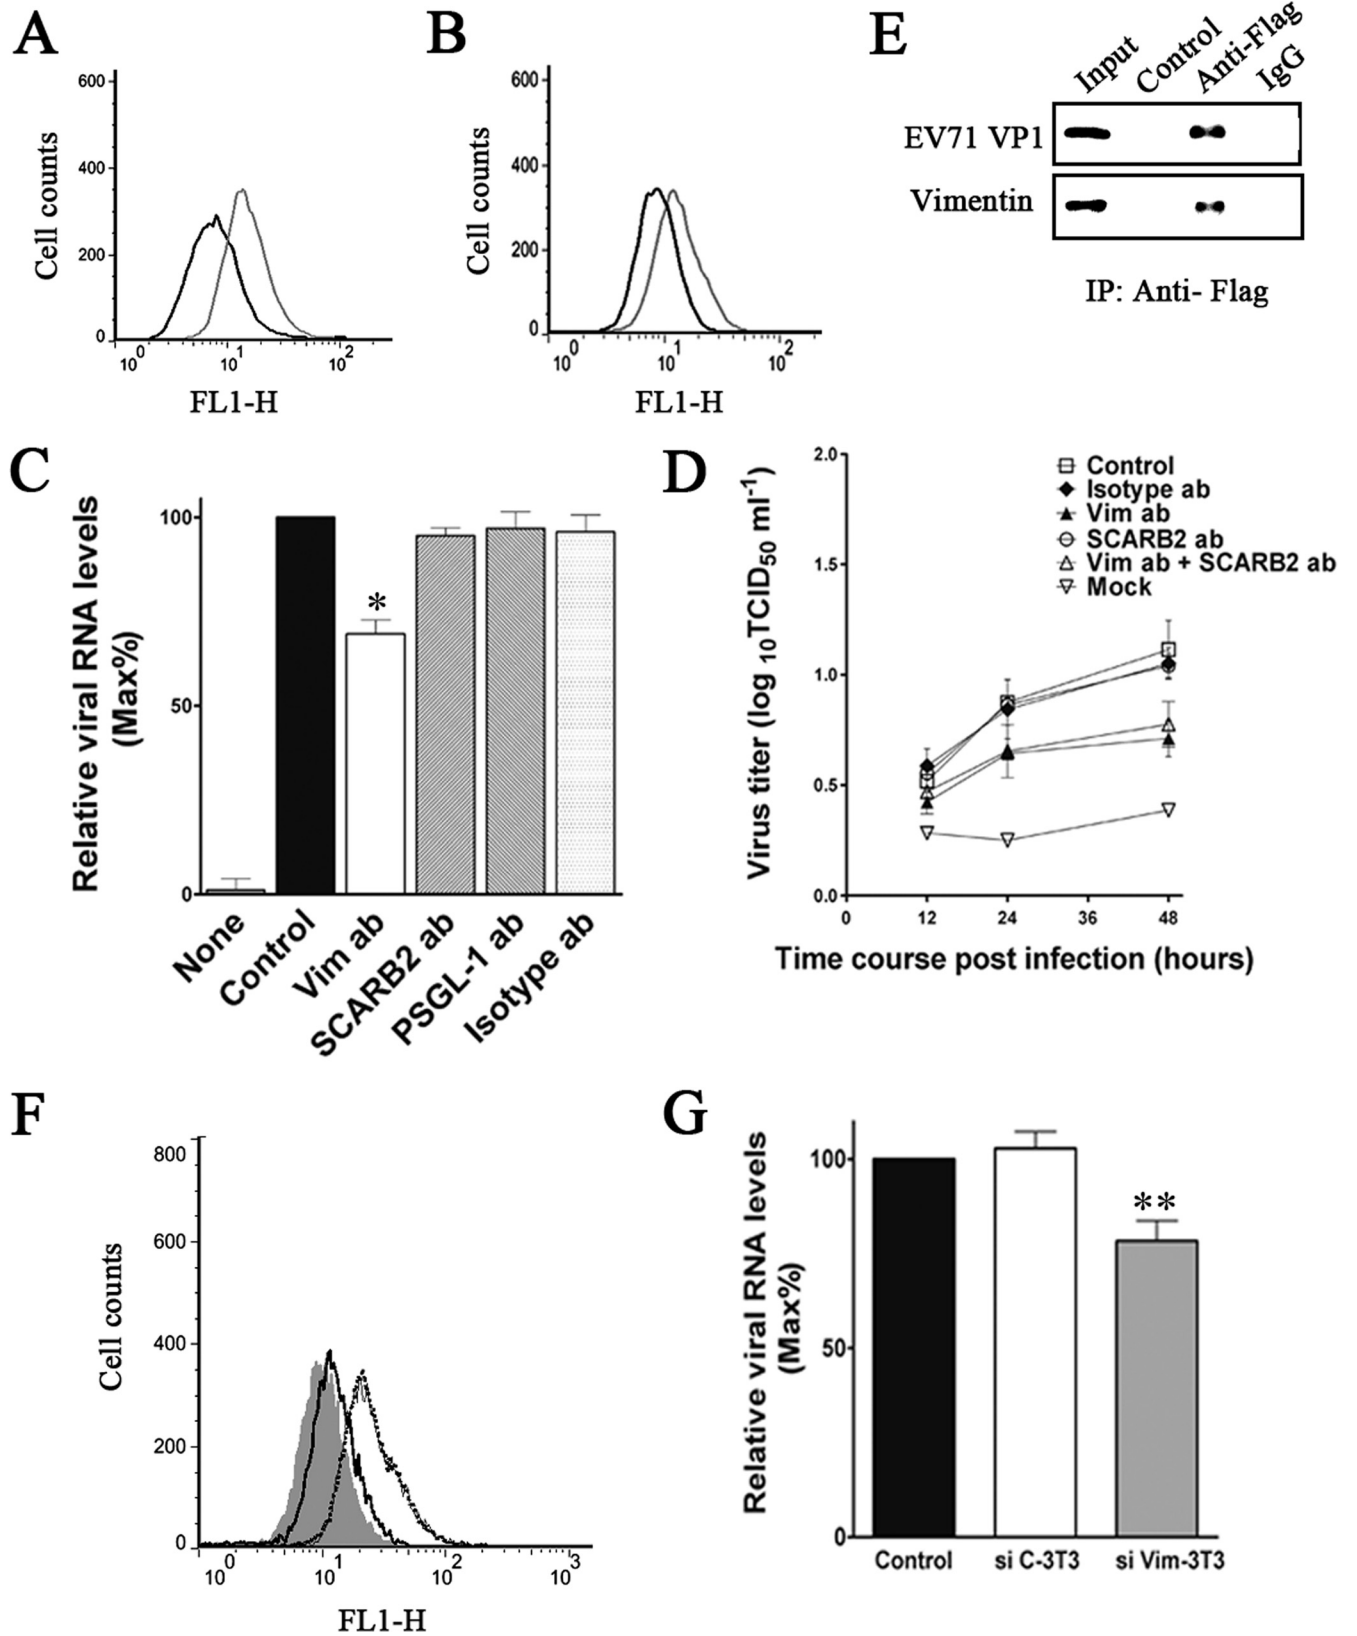 A
600
400
200
0
Cell counts
10⁰ 10¹ 10²
FL1-H
B
600
400
200
0
Cell counts
10⁰ 10¹ 10²
FL1-H
E
Input Control Anti-Flag IgG
EV71 VP1
Vimentin
IP: Anti- Flag
C
Relative viral RNA levels
(Max%)
100
50
0
*
None Control Vim ab SCARB2 ab PSGL-1 ab Isotype ab
D
Virus titer (log 10TCID50 ml-1)
2.0
1.5
1.0
0.5
0.0
Control
Isotype ab
Vim ab
SCARB2 ab
Vim ab + SCARB2 ab
Mock
0 12 24 36 48
Time course post infection (hours)
F
800
600
400
200
0
Cell counts
10⁰ 10¹ 10² 10³
FL1-H
G
Relative viral RNA levels
(Max%)
100
50
0
**
Control si C-3T3 si Vim-3T3